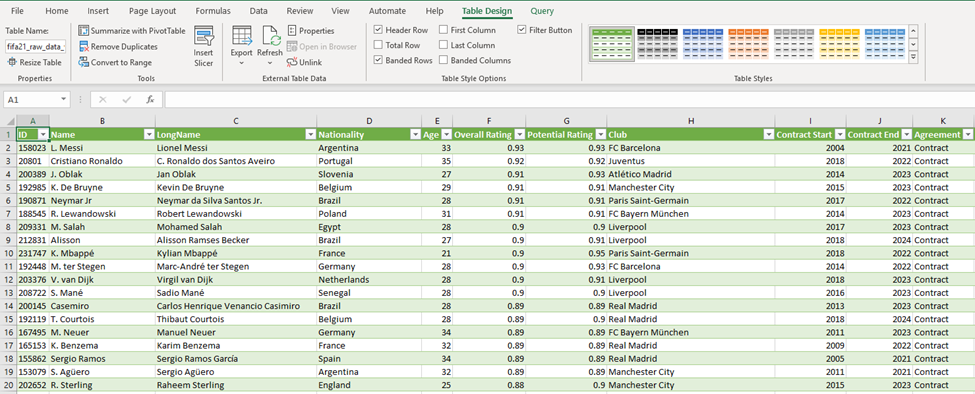 File Home Insert Page Layout Formulas Data Review View Automate Help Table Design Query
Table Name: Summarize with PivotTable Properties Header Row First Column Filter Button
fifa21_raw_data_ Remove Duplicates Insert Slicer Export Refresh Open in Browser Total Row Last Column
Resize Table Convert to Range Unlink Banded Rows Banded Columns
Properties Tools External Table Data Table Style Options Table Styles
A1 fx
A B C D E F G H I J K
1 ID Name LongName Nationality Age Overall Rating Potential Rating Club Contract Start Contract End Agreement
2 158023 L. Messi Lionel Messi Argentina 33 0.93 0.93 FC Barcelona 2004 2021 Contract
3 20801 Cristiano Ronaldo C. Ronaldo dos Santos Aveiro Portugal 35 0.92 0.92 Juventus 2018 2022 Contract
4 200389 J. Oblak Jan Oblak Slovenia 27 0.91 0.93 Atlético Madrid 2014 2023 Contract
5 192985 K. De Bruyne Kevin De Bruyne Belgium 29 0.91 0.91 Manchester City 2015 2023 Contract
6 190871 Neymar Jr Neymar da Silva Santos Jr. Brazil 28 0.91 0.91 Paris Saint-Germain 2017 2022 Contract
7 188545 R. Lewandowski Robert Lewandowski Poland 31 0.91 0.91 FC Bayern München 2014 2023 Contract
8 209331 M. Salah Mohamed Salah Egypt 28 0.9 0.9 Liverpool 2017 2023 Contract
9 212831 Alisson Alisson Ramses Becker Brazil 27 0.9 0.91 Liverpool 2018 2024 Contract
10 231747 K. Mbappé Kylian Mbappé France 21 0.9 0.95 Paris Saint-Germain 2018 2022 Contract
11 192448 M. ter Stegen Marc-André ter Stegen Germany 28 0.9 0.93 FC Barcelona 2014 2022 Contract
12 203376 V. van Dijk Virgil van Dijk Netherlands 28 0.9 0.91 Liverpool 2018 2023 Contract
13 208722 S. Mané Sadio Mané Senegal 28 0.9 0.9 Liverpool 2016 2023 Contract
14 200145 Casemiro Carlos Henrique Venancio Casimiro Brazil 28 0.89 0.89 Real Madrid 2013 2023 Contract
15 192119 T. Courtois Thibaut Courtois Belgium 28 0.89 0.9 Real Madrid 2018 2024 Contract
16 167495 M. Neuer Manuel Neuer Germany 34 0.89 0.89 FC Bayern München 2011 2023 Contract
17 165153 K. Benzema Karim Benzema France 32 0.89 0.89 Real Madrid 2009 2022 Contract
18 155862 Sergio Ramos Sergio Ramos García Spain 34 0.89 0.89 Real Madrid 2005 2021 Contract
19 153079 S. Agüero Sergio Agüero Argentina 32 0.89 0.89 Manchester City 2011 2021 Contract
20 202652 R. Sterling Raheem Sterling England 25 0.88 0.9 Manchester City 2015 2023 Contract